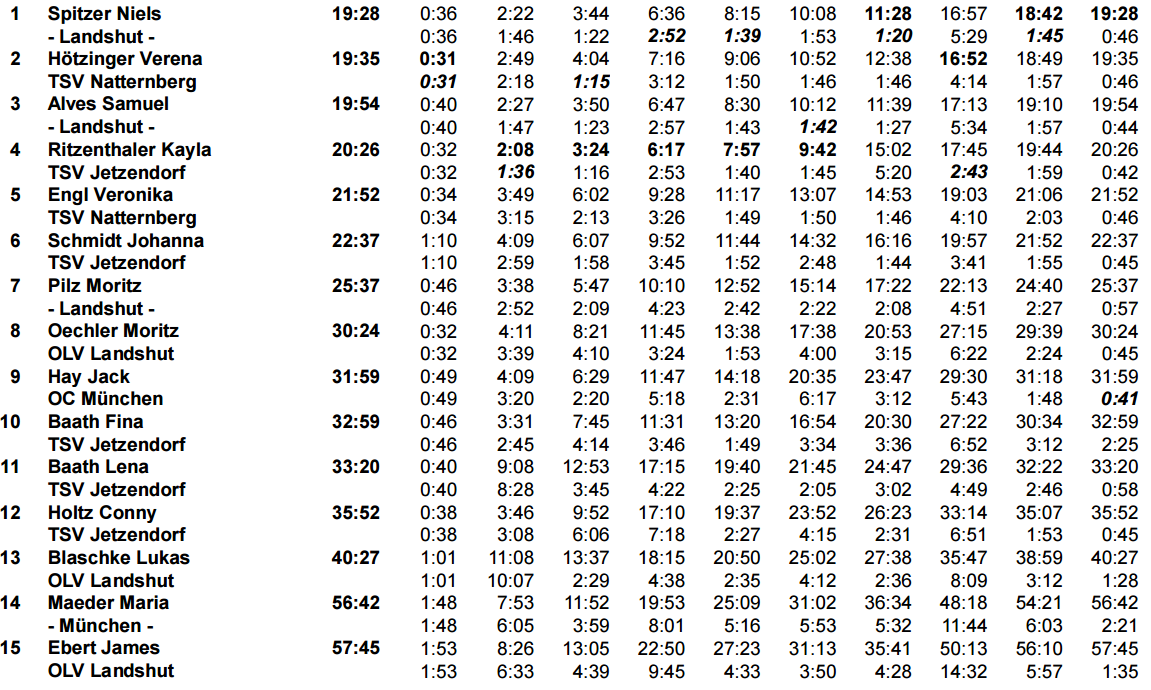 1 Spitzer Niels 19:28 0:36 2:22 3:44 6:36 8:15 10:08 11:28 16:57 18:42 19:28
- Landshut - 0:36 1:46 1:22 2:52 1:39 1:53 1:20 5:29 1:45 0:46
2 Hötzinger Verena 19:35 0:31 2:49 4:04 7:16 9:06 10:52 12:38 16:52 18:49 19:35
TSV Natternberg 0:31 2:18 1:15 3:12 1:50 1:46 1:46 4:14 1:57 0:46
3 Alves Samuel 19:54 0:40 2:27 3:50 6:47 8:30 10:12 11:39 17:13 19:10 19:54
- Landshut - 0:40 1:47 1:23 2:57 1:43 1:42 1:27 5:34 1:57 0:44
4 Ritzenthaler Kayla 20:26 0:32 2:08 3:24 6:17 7:57 9:42 15:02 17:45 19:44 20:26
TSV Jetzendorf 0:32 1:36 1:16 2:53 1:40 1:45 5:20 2:43 1:59 0:42
5 Engl Veronika 21:52 0:34 3:49 6:02 9:28 11:17 13:07 14:53 19:03 21:06 21:52
TSV Natternberg 0:34 3:15 2:13 3:26 1:49 1:50 1:46 4:10 2:03 0:46
6 Schmidt Johanna 22:37 1:10 4:09 6:07 9:52 11:44 14:32 16:16 19:57 21:52 22:37
TSV Jetzendorf 1:10 2:59 1:58 3:45 1:52 2:48 1:44 3:41 1:55 0:45
7 Pilz Moritz 25:37 0:46 3:38 5:47 10:10 12:52 15:14 17:22 22:13 24:40 25:37
- Landshut - 0:46 2:52 2:09 4:23 2:42 2:22 2:08 4:51 2:27 0:57
8 Oechler Moritz 30:24 0:32 4:11 8:21 11:45 13:38 17:38 20:53 27:15 29:39 30:24
OLV Landshut 0:32 3:39 4:10 3:24 1:53 4:00 3:15 6:22 2:24 0:45
9 Hay Jack 31:59 0:49 4:09 6:29 11:47 14:18 20:35 23:47 29:30 31:18 31:59
OC München 0:49 3:20 2:20 5:18 2:31 6:17 3:12 5:43 1:48 0:41
10 Baath Fina 32:59 0:46 3:31 7:45 11:31 13:20 16:54 20:30 27:22 30:34 32:59
TSV Jetzendorf 0:46 2:45 4:14 3:46 1:49 3:34 3:36 6:52 3:12 2:25
11 Baath Lena 33:20 0:40 9:08 12:53 17:15 19:40 21:45 24:47 29:36 32:22 33:20
TSV Jetzendorf 0:40 8:28 3:45 4:22 2:25 2:05 3:02 4:49 2:46 0:58
12 Holtz Conny 35:52 0:38 3:46 9:52 17:10 19:37 23:52 26:23 33:14 35:07 35:52
TSV Jetzendorf 0:38 3:08 6:06 7:18 2:27 4:15 2:31 6:51 1:53 0:45
13 Blaschke Lukas 40:27 1:01 11:08 13:37 18:15 20:50 25:02 27:38 35:47 38:59 40:27
OLV Landshut 1:01 10:07 2:29 4:38 2:35 4:12 2:36 8:09 3:12 1:28
14 Maeder Maria 56:42 1:48 7:53 11:52 19:53 25:09 31:02 36:34 48:18 54:21 56:42
- München - 1:48 6:05 3:59 8:01 5:16 5:53 5:32 11:44 6:03 2:21
15 Ebert James 57:45 1:53 8:26 13:05 22:50 27:23 31:13 35:41 50:13 56:10 57:45
OLV Landshut 1:53 6:33 4:39 9:45 4:33 3:50 4:28 14:32 5:57 1:35